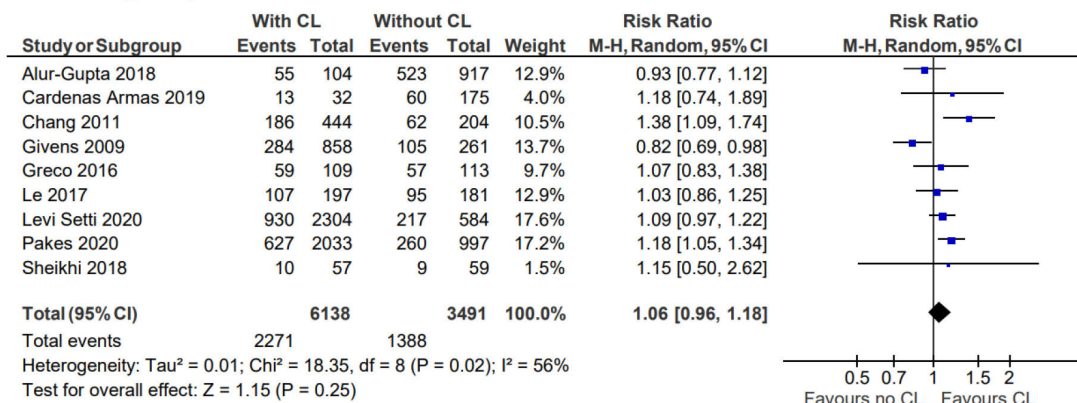 With CL Without CL Risk Ratio Risk Ratio
Study or Subgroup Events Total Events Total Weight M-H, Random, 95% CI M-H, Random, 95% CI
Alur-Gupta 2018 55 104 523 917 12.9% 0.93 [0.77, 1.12]
Cardenas Armas 2019 13 32 60 175 4.0% 1.18 [0.74, 1.89]
Chang 2011 186 444 62 204 10.5% 1.38 [1.09, 1.74]
Givens 2009 284 858 105 261 13.7% 0.82 [0.69, 0.98]
Greco 2016 59 109 57 113 9.7% 1.07 [0.83, 1.38]
Le 2017 107 197 95 181 12.9% 1.03 [0.86, 1.25]
Levi Setti 2020 930 2304 217 584 17.6% 1.09 [0.97, 1.22]
Pakes 2020 627 2033 260 997 17.2% 1.18 [1.05, 1.34]
Sheikhi 2018 10 57 9 59 1.5% 1.15 [0.50, 2.62]
Total (95% CI) 6138 3491 100.0% 1.06 [0.96, 1.18]
Total events 2271 1388
Heterogeneity: Tau² = 0.01; Chi² = 18.35, df = 8 (P = 0.02); I² = 56%
Test for overall effect: Z = 1.15 (P = 0.25)
0.5 0.7 1 1.5 2
Favours no CL Favours CL